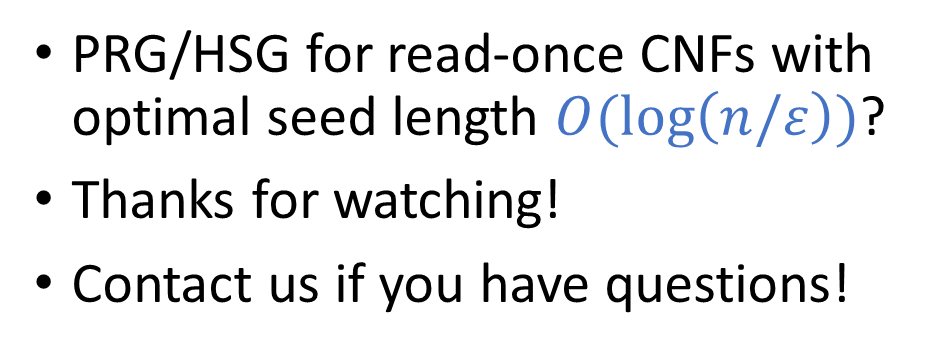 • PRG/HSG for read-once CNFs with
optimal seed length O(log(n/ε))?
• Thanks for watching!
• Contact us if you have questions!